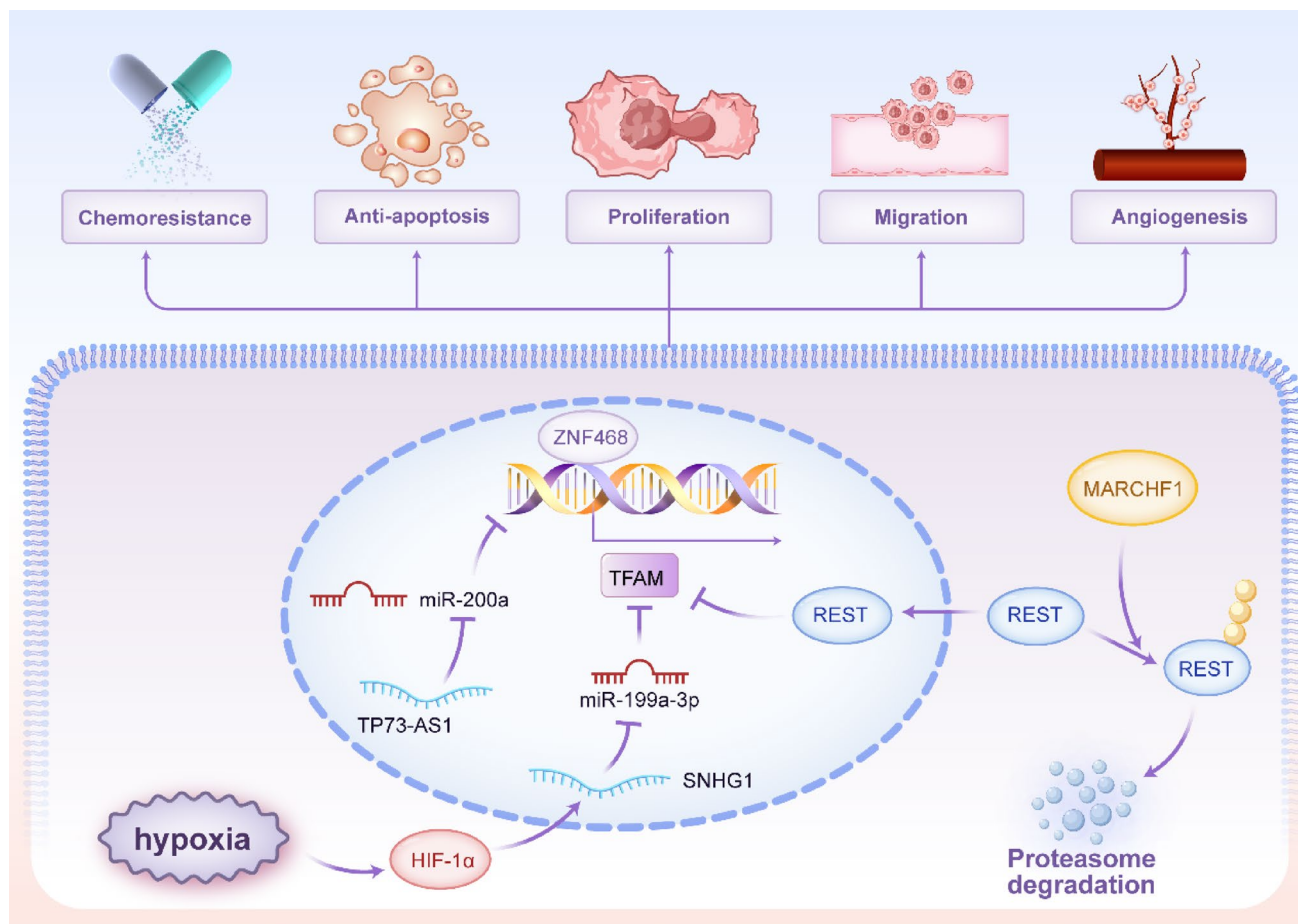 Chemoresistance
Anti-apoptosis
Proliferation
Migration
Angiogenesis
ZNF468
MARCHF1
TFAM
miR-200a
REST
REST
REST
miR-199a-3p
TP73-AS1
SNHG1
hypoxia
HIF-1α
Proteasome
degradation